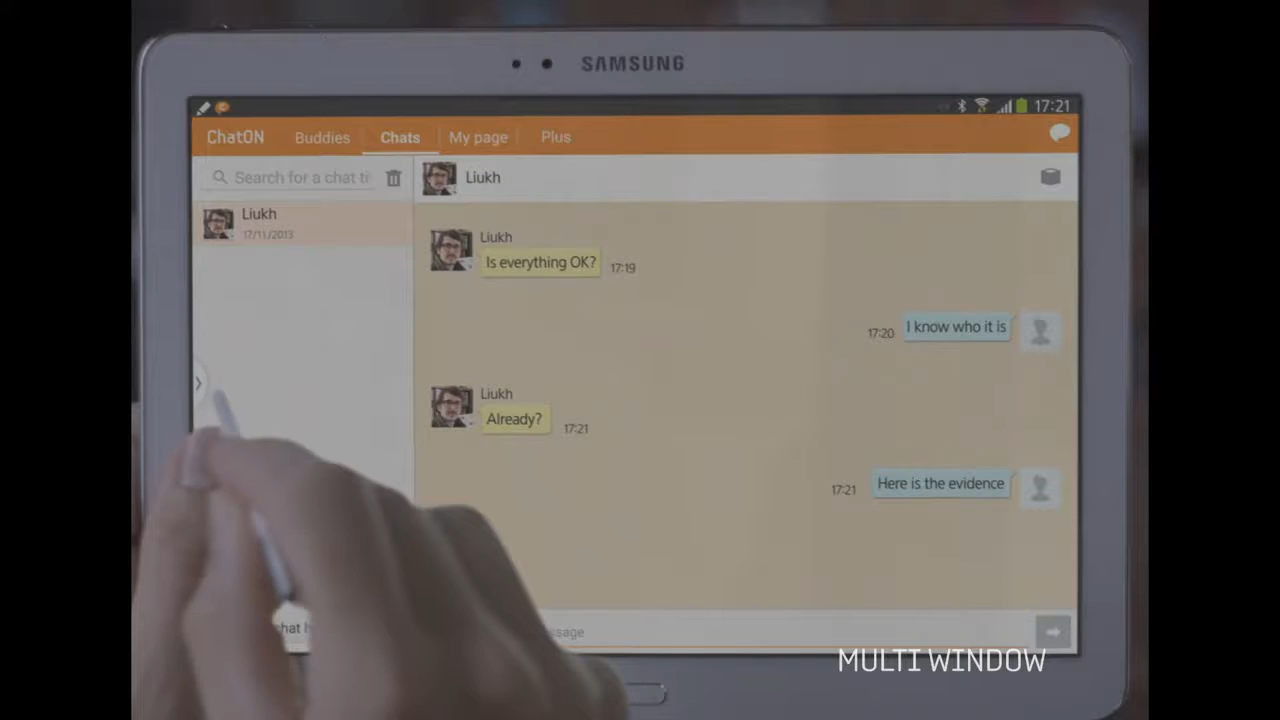 SAMSUNG
17:21
ChatON Buddies Chats My page Plus
Search for a chat
Liukh
Liukh
17/11/2013
Liukh
Is everything OK? 17:19
17:20 I know who it is
Liukh
Already? 17:21
17:21 Here is the evidence
chat
MULTI WINDOW